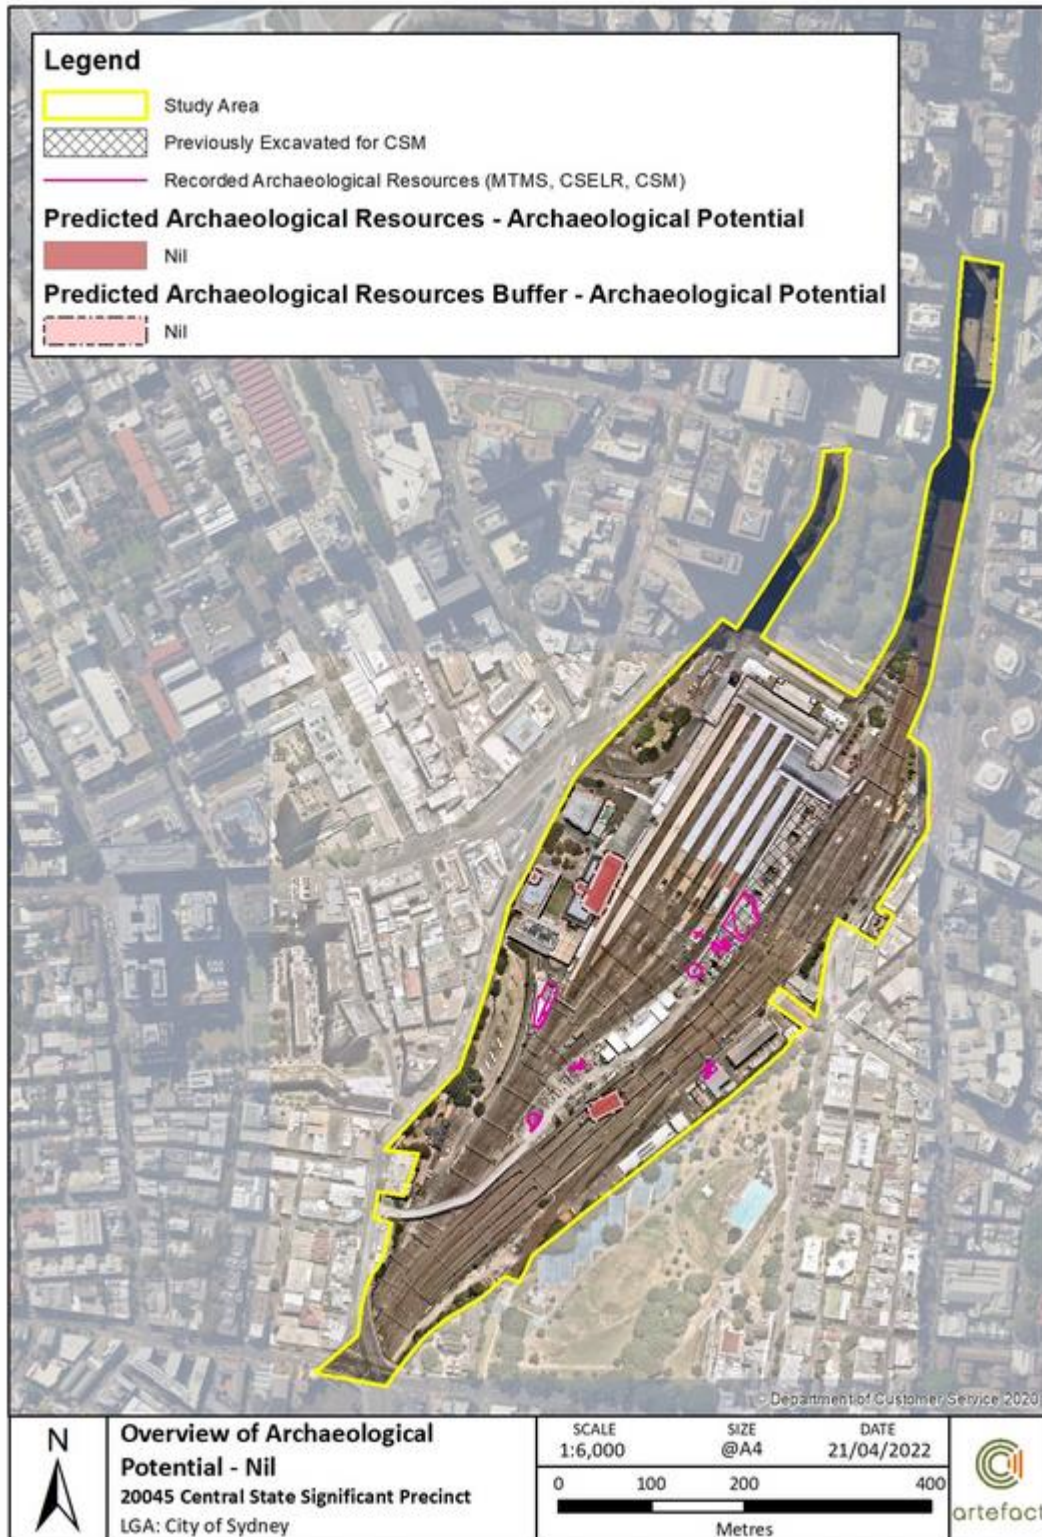 Legend
Study Area
Previously Excavated for CSM
Recorded Archaeological Resources (MTMS, CSELR, CSM)
Predicted Archaeological Resources - Archaeological Potential
Nil
Predicted Archaeological Resources Buffer - Archaeological Potential
Nil
© Department of Customer Service 2020
N
Overview of Archaeological
Potential - Nil
20045 Central State Significant Precinct
LGA: City of Sydney
SCALE
1:6,000
SIZE
@A4
DATE
21/04/2022
0 100 200 400
Metres
artefact